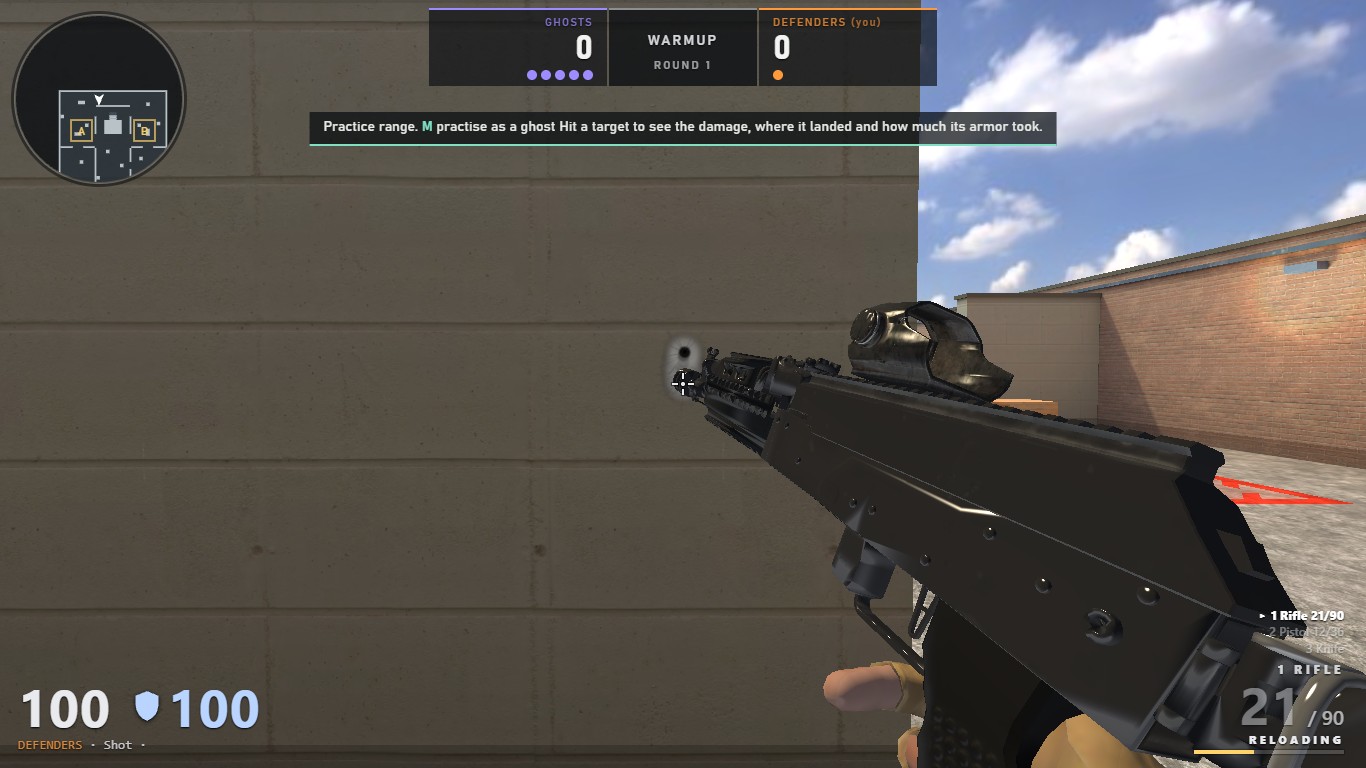 GHOSTS
0
WARMUP
ROUND 1
DEFENDERS (you)
0
Practice range. M practise as a ghost Hit a target to see the damage, where it landed and how much its armor took.
A
B
1 Rifle 21/90
2 Pistol 12/36
3 Knife
1 RIFLE
21 / 90
RELOADING
100 100
DEFENDERS · Shot ·